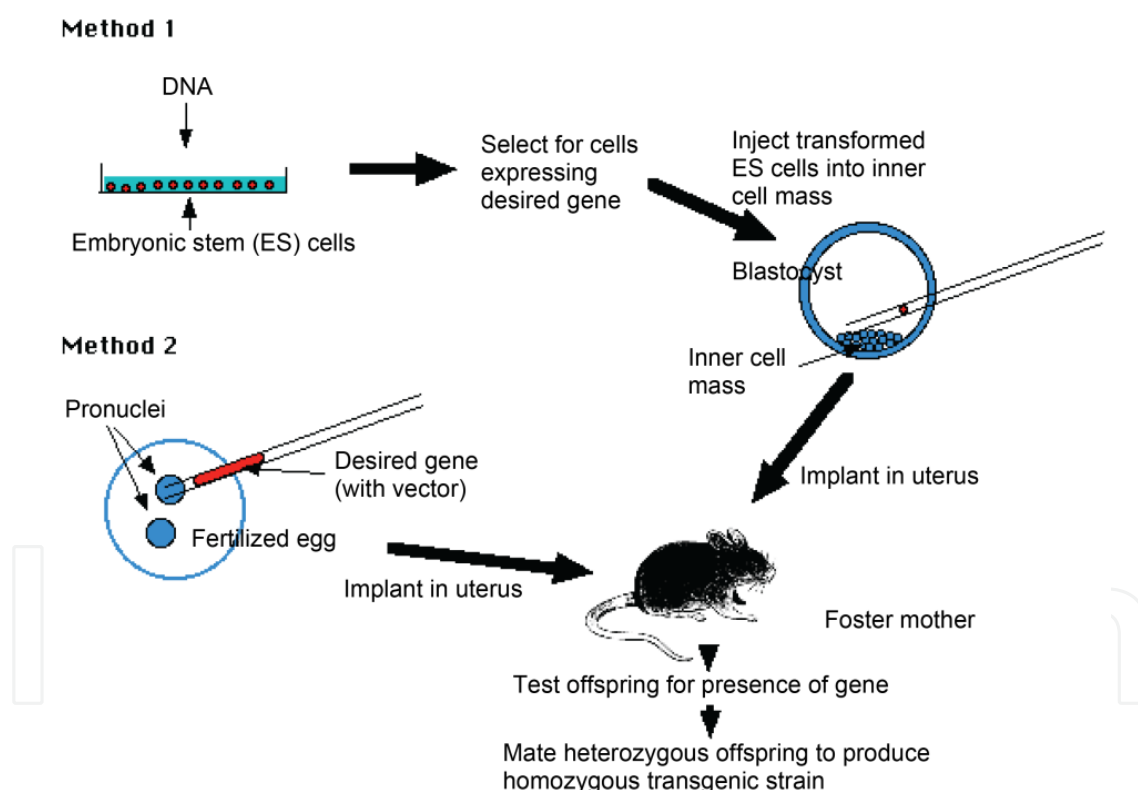 Method 1
DNA
Embryonic stem (ES) cells
Select for cells
expressing
desired gene
Inject transformed
ES cells into inner
cell mass
Blastocyst
Inner cell
mass
Implant in uterus
Method 2
Pronuclei
Desired gene
(with vector)
Fertilized egg
Implant in uterus
Foster mother
Test offspring for presence of gene
Mate heterozygous offspring to produce
homozygous transgenic strain